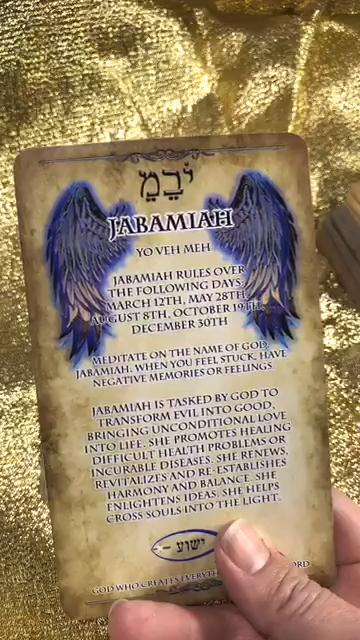 יבמ
JABAMIAH
YO VEH MEH
JABAMIAH RULES OVER
THE FOLLOWING DAYS:
MARCH 12TH, MAY 28TH,
AUGUST 8TH, OCTOBER 19TH,
DECEMBER 30TH
MEDITATE ON THE NAME OF GOD,
JABAMIAH, WHEN YOU FEEL STUCK, HAVE
NEGATIVE MEMORIES OR FEELINGS.
JABAMIAH IS TASKED BY GOD TO
TRANSFORM EVIL INTO GOOD,
BRINGING UNCONDITIONAL LOVE
INTO LIFE. SHE PROMOTES HEALING
DIFFICULT HEALTH PROBLEMS OR
INCURABLE DISEASES. SHE RENEWS,
REVITALIZES AND RE-ESTABLISHES
HARMONY AND BALANCE. SHE
ENLIGHTENS IDEAS. SHE HELPS
CROSS SOULS INTO THE LIGHT.
ישוע
GOD WHO CREATES